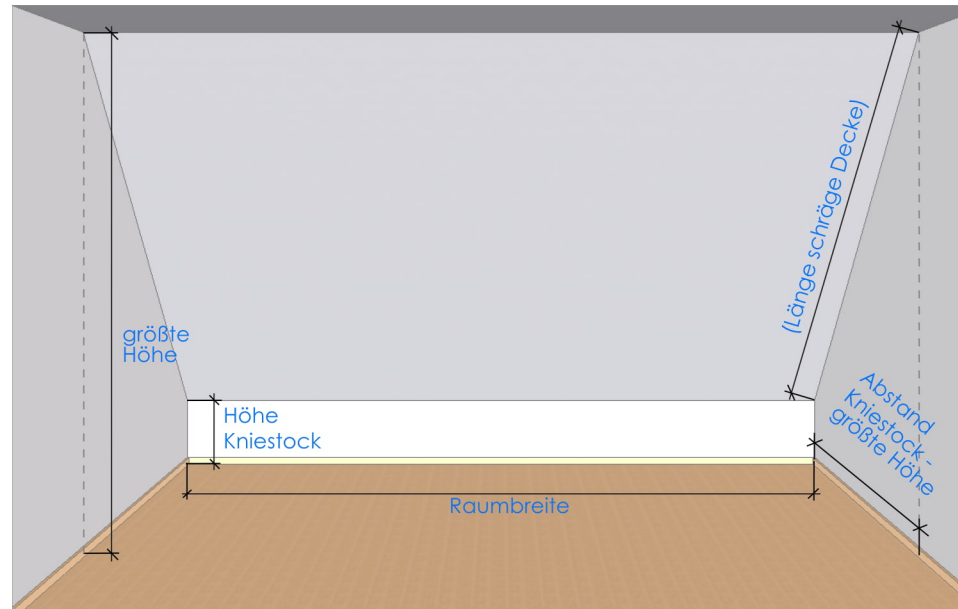 größte
Höhe
Höhe
Kniestock
Raumbreite
(Länge schräge Decke)
Abstand
Kniestock -
größte Höhe